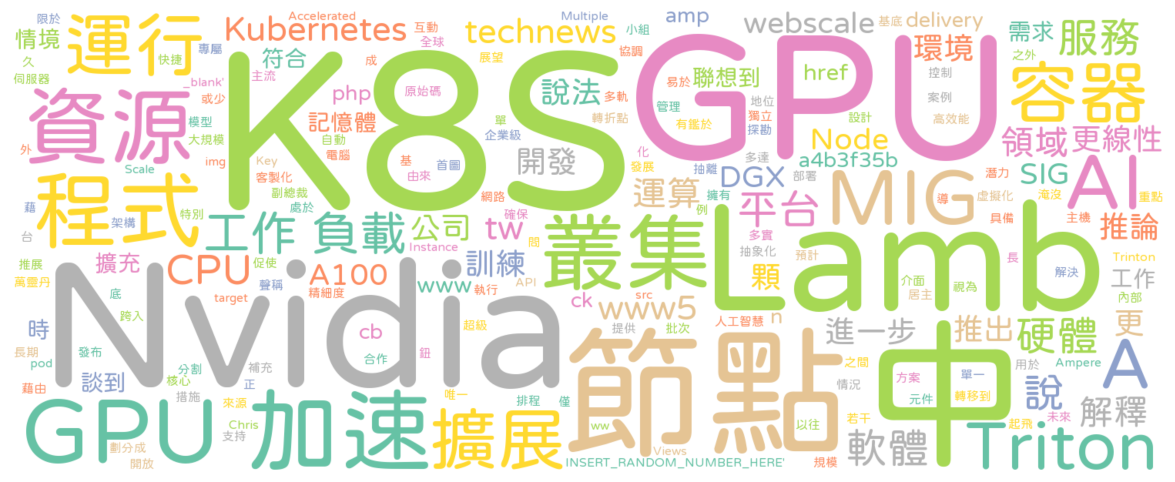 限於 Accelerated 互動 Multiple 小組 amp webscale 基底 delivery
情境 運行 專屬 Kubernetes 全球 technews 需求 服務
久 快捷 符合 成 展望 協調 環境 之外
伺服器 _blank' 主流 K8S 說法 易於 聯想到 GPU href 控制 容器
資源 或少 php 原始碼 多軌 管理 地位 案例
模型 記憶體 單 轉折點 有鑑於 獨立 設計 高效能
外 大規模 自動 企業級 探勘 Node 領域 更線性
img 電腦 化 a4b3f35b
Scale Key 基 首圖 開發 發展 抽離 多達 SIG 潛力 AI
程式 客製化 由來 運算 擁有 DGX 部署 MIG 導 虛擬化 淹沒 重點
藉 副總裁 網路 例 平台 具備 主機 推論
架構 特別 處於 確保 叢集 多實
台 工作 負載 公司 tw 抽象化 Lamb
推展 擴充 促使 Instance 問 預計 介面 長 解決 Trinton
萬靈丹 CPU 聲稱 A100 訓練 API 顆 居主 視為 工作
底 target 精細度 www 執行 ck src 內部
跨入 Nvidia www5 n
時 cb 超級 提供 批次 人工智慧 進一步 推出 硬體 更
長期 發布 合作 鈕 節點 之間 中 用於 Ampere
pod 談到 分割 補充 唯一 情況 方案 單一 A
藉由 核心 正 元件 轉移到 說
措施 排程 僅 以往 若干 未來 解釋
GPU 來源 加速 擴展 ww 起飛
劃分成 Chris 軟體 Triton
開放 支持 Views
INSERT_RANDOM_NUMBER_HERE' 規模